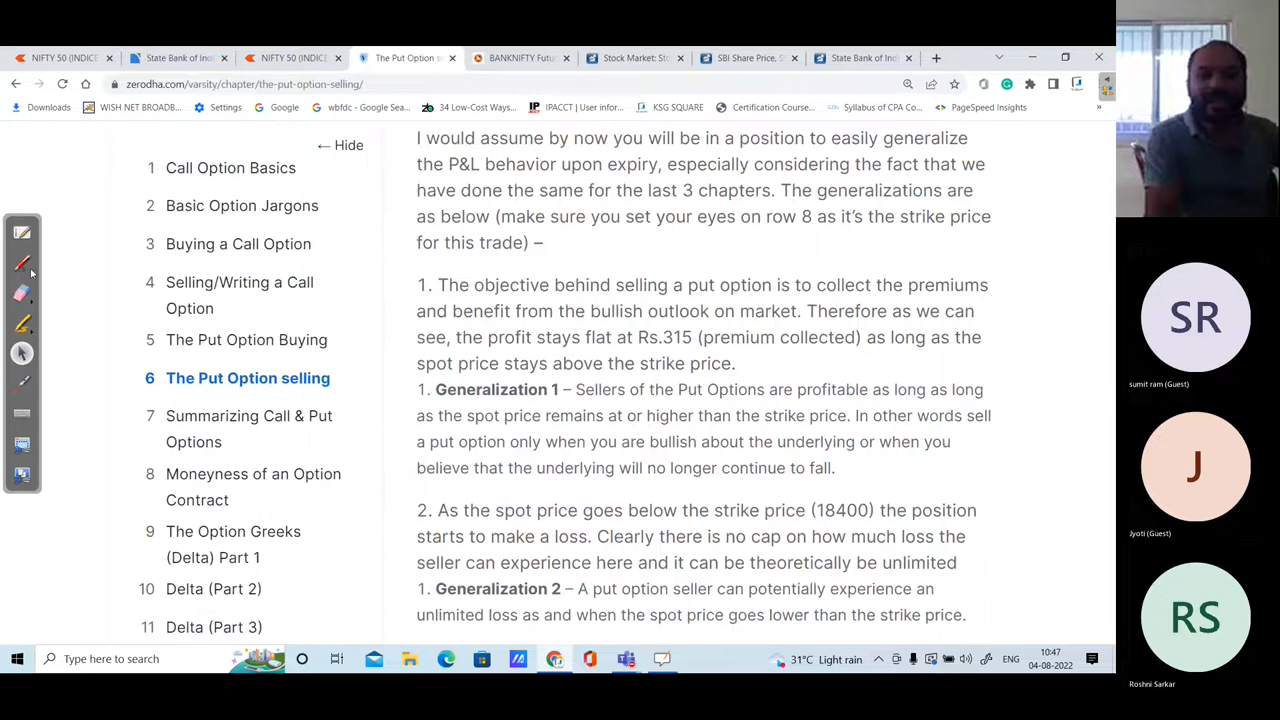 NIFTY 50 (INDICE
State Bank of Indi
NIFTY 50 (INDICE
The Put Option se
BANKNIFTY Futur
Stock Market: Sto
SBI Share Price, S
State Bank of Indi
zerodha.com/varsity/chapter/the-put-option-selling/
Downloads
WISH NET BROADB...
Settings
Google
wbfdc - Google Sea...
34 Low-Cost Ways...
IPACCT | User infor...
KSG SQUARE
Certification Course...
Syllabus of CPA Co...
PageSpeed Insights
← Hide
1 Call Option Basics
2 Basic Option Jargons
3 Buying a Call Option
4 Selling/Writing a Call
Option
5 The Put Option Buying
6 The Put Option selling
7 Summarizing Call & Put
Options
8 Moneyness of an Option
Contract
9 The Option Greeks
(Delta) Part 1
10 Delta (Part 2)
11 Delta (Part 3)
I would assume by now you will be in a position to easily generalize
the P&L behavior upon expiry, especially considering the fact that we
have done the same for the last 3 chapters. The generalizations are
as below (make sure you set your eyes on row 8 as it's the strike price
for this trade) –
1. The objective behind selling a put option is to collect the premiums
and benefit from the bullish outlook on market. Therefore as we can
see, the profit stays flat at Rs.315 (premium collected) as long as the
spot price stays above the strike price.
1. Generalization 1 – Sellers of the Put Options are profitable as long as long
as the spot price remains at or higher than the strike price. In other words sell
a put option only when you are bullish about the underlying or when you
believe that the underlying will no longer continue to fall.
2. As the spot price goes below the strike price (18400) the position
starts to make a loss. Clearly there is no cap on how much loss the
seller can experience here and it can be theoretically be unlimited
1. Generalization 2 – A put option seller can potentially experience an
unlimited loss as and when the spot price goes lower than the strike price.
SR
sumit ram (Guest)
J
Jyoti (Guest)
RS
Roshni Sarkar
Type here to search
31°C Light rain
ENG
10:47
04-08-2022